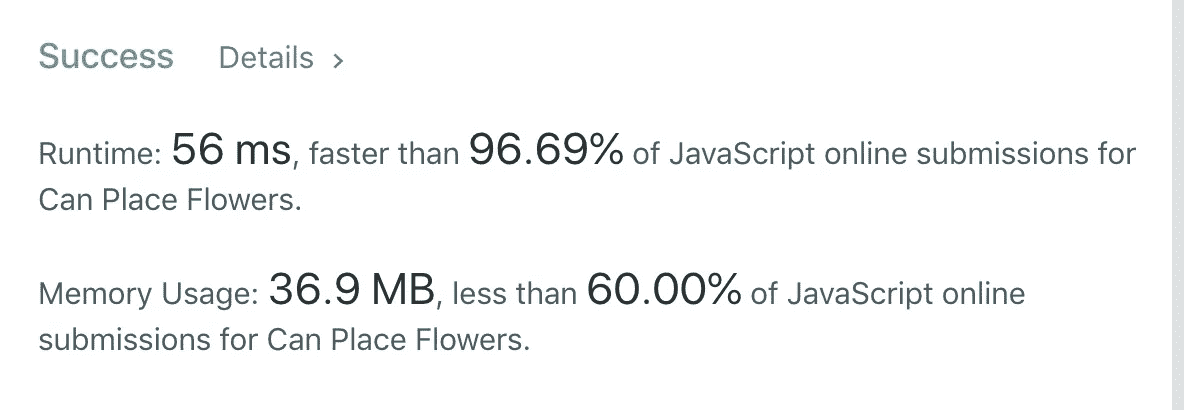 Success Details >
Runtime: 56 ms, faster than 96.69% of JavaScript online submissions for
Can Place Flowers.
Memory Usage: 36.9 MB, less than 60.00% of JavaScript online
submissions for Can Place Flowers.